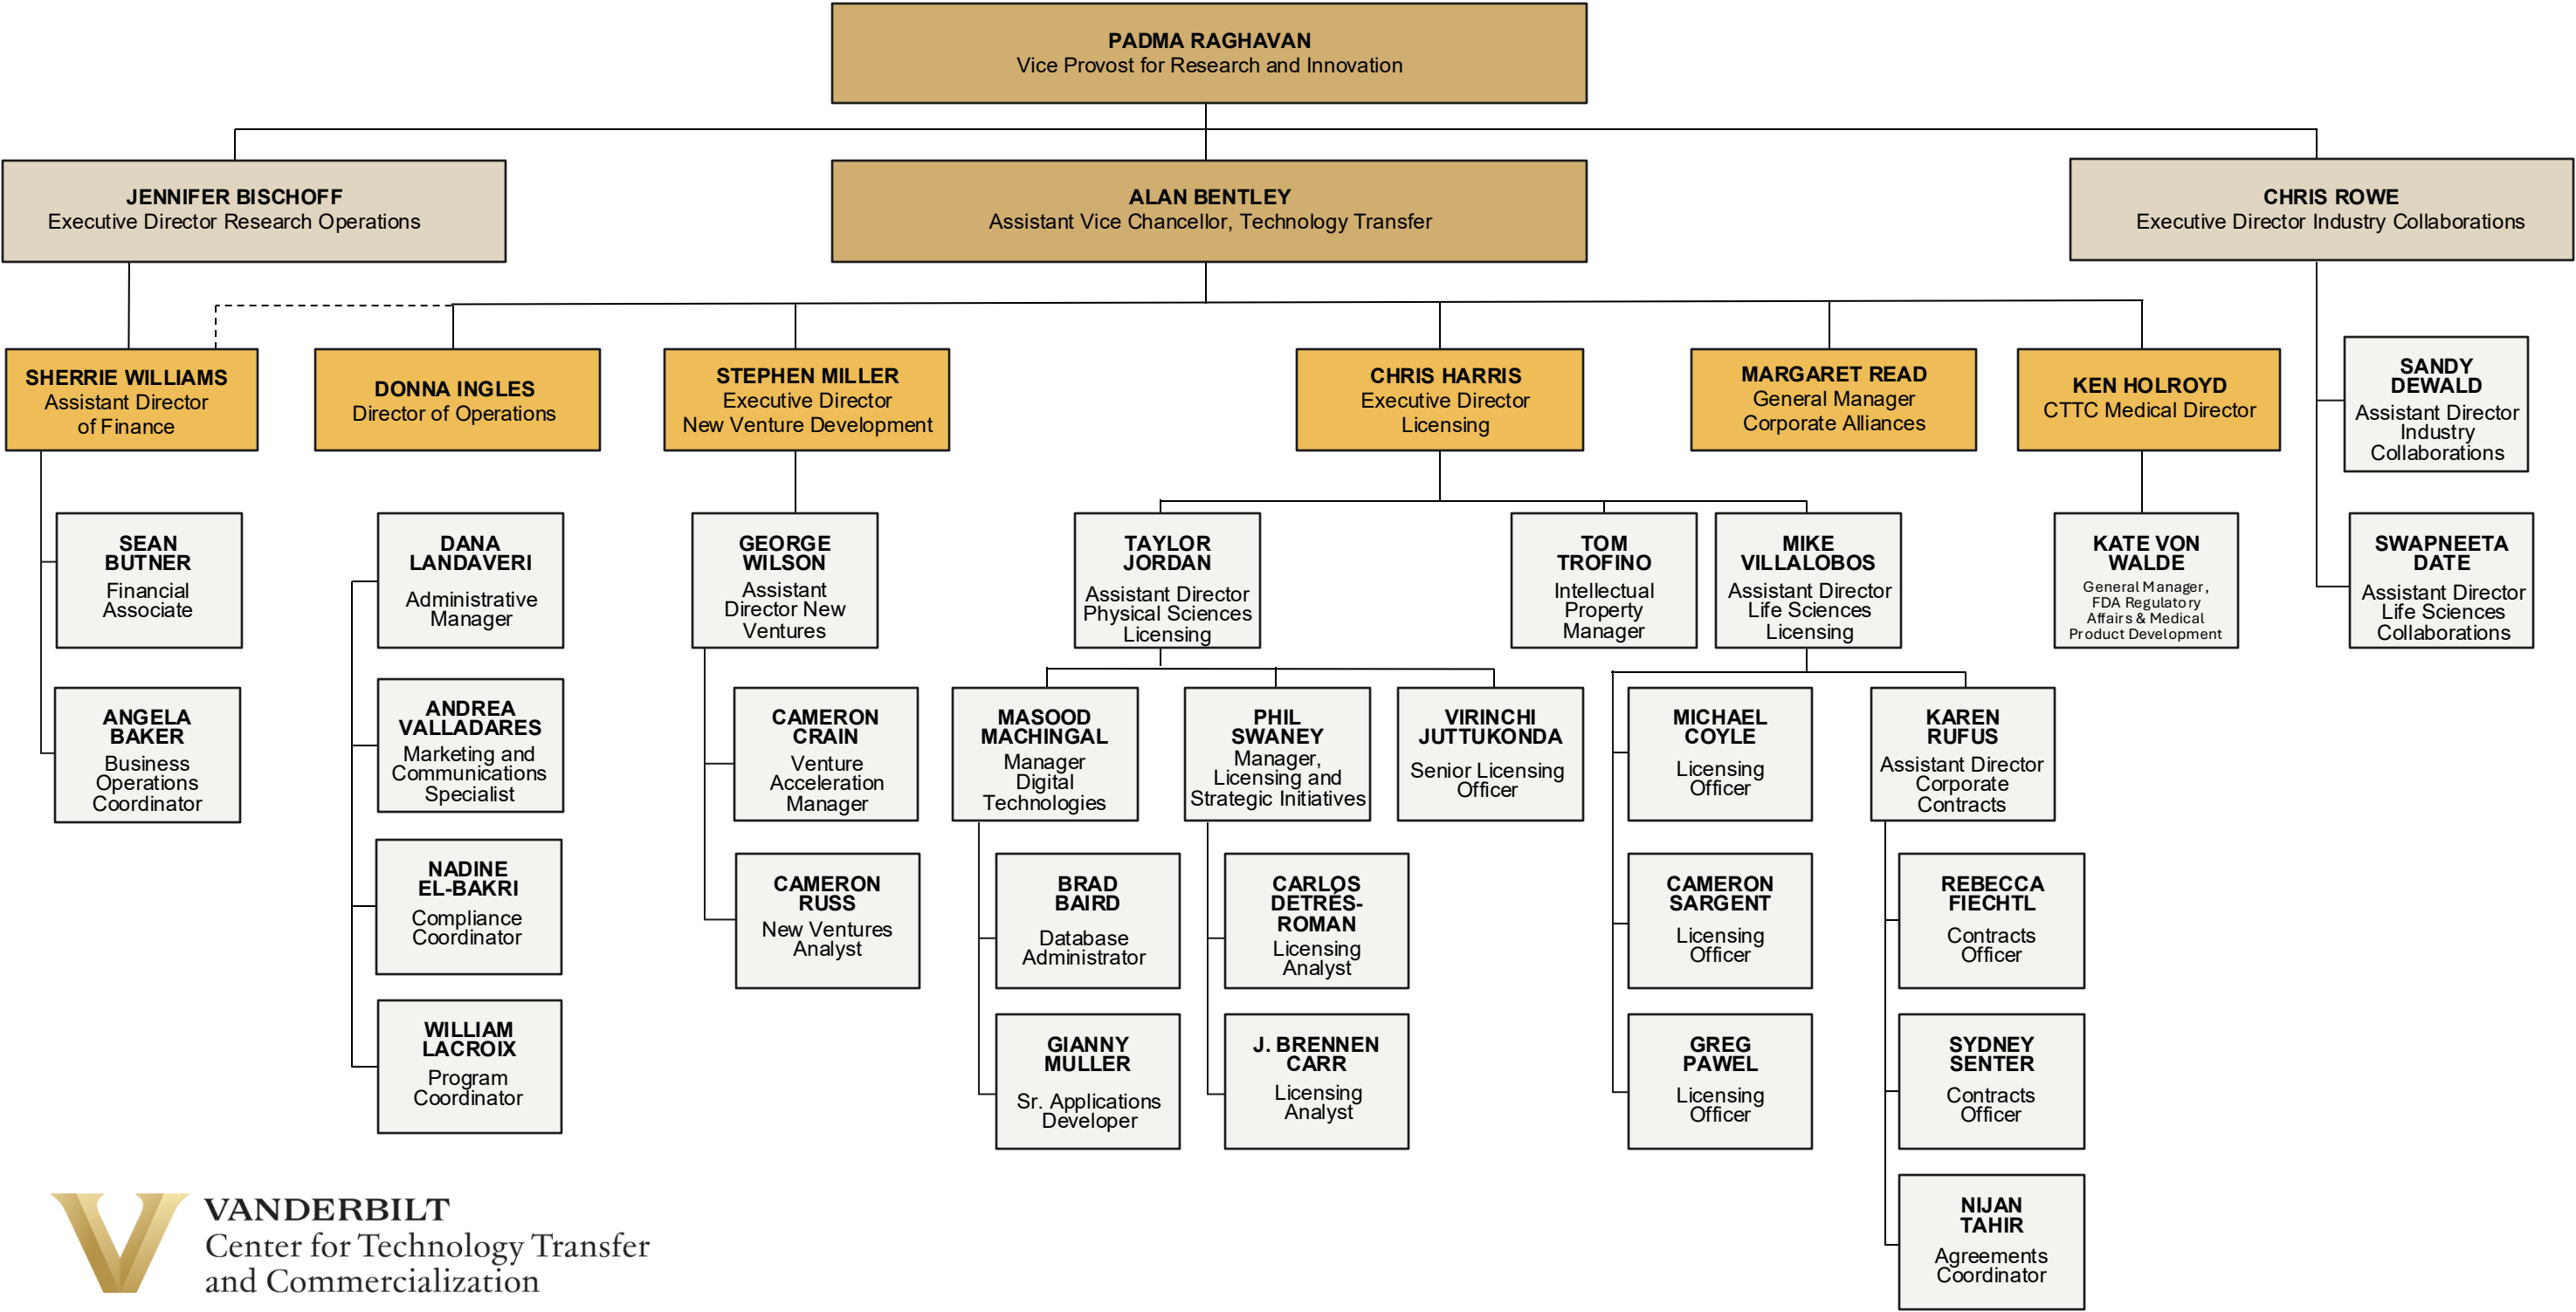 PADMA RAGHAVAN
Vice Provost for Research and Innovation
JENNIFER BISCHOFF
Executive Director Research Operations
ALAN BENTLEY
Assistant Vice Chancellor, Technology Transfer
CHRIS ROWE
Executive Director Industry Collaborations
SHERRIE WILLIAMS
Assistant Director
of Finance
DONNA INGLES
Director of Operations
STEPHEN MILLER
Executive Director
New Venture Development
CHRIS HARRIS
Executive Director
Licensing
MARGARET READ
General Manager
Corporate Alliances
KEN HOLROYD
CTTC Medical Director
SANDY
DEWALD
Assistant Director
Industry
Collaborations
SEAN
BUTNER
Financial
Associate
DANA
LANDAVERI
Administrative
Manager
GEORGE
WILSON
Assistant
Director New
Ventures
TAYLOR
JORDAN
Assistant Director
Physical Sciences
Licensing
TOM
TROFINO
Intellectual
Property
Manager
MIKE
VILLALOBOS
Assistant Director
Life Sciences
Licensing
KATE VON
WALDE
General Manager,
FDA Regulatory
Affairs & Medical
Product Development
SWAPNEETA
DATE
Assistant Director
Life Sciences
Collaborations
ANGELA
BAKER
Business
Operations
Coordinator
ANDREA
VALLADARES
Marketing and
Communications
Specialist
CAMERON
CRAIN
Venture
Acceleration
Manager
MASOOD
MACHINGAL
Manager
Digital
Technologies
PHIL
SWANEY
Manager,
Licensing and
Strategic Initiatives
VIRINCHI
JUTTUKONDA
Senior Licensing
Officer
MICHAEL
COYLE
Licensing
Officer
KAREN
RUFUS
Assistant Director
Corporate
Contracts
NADINE
EL-BAKRI
Compliance
Coordinator
CAMERON
RUSS
New Ventures
Analyst
BRAD
BAIRD
Database
Administrator
CARLOS
DETRÉS-
ROMAN
Licensing
Analyst
CAMERON
SARGENT
Licensing
Officer
REBECCA
FIECHTL
Contracts
Officer
WILLIAM
LACROIX
Program
Coordinator
GIANNY
MULLER
Sr. Applications
Developer
J. BRENNEN
CARR
Licensing
Analyst
GREG
PAWEL
Licensing
Officer
SYDNEY
SENTER
Contracts
Officer
NIJAN
TAHIR
Agreements
Coordinator
VANDERBILT
Center for Technology Transfer
and Commercialization